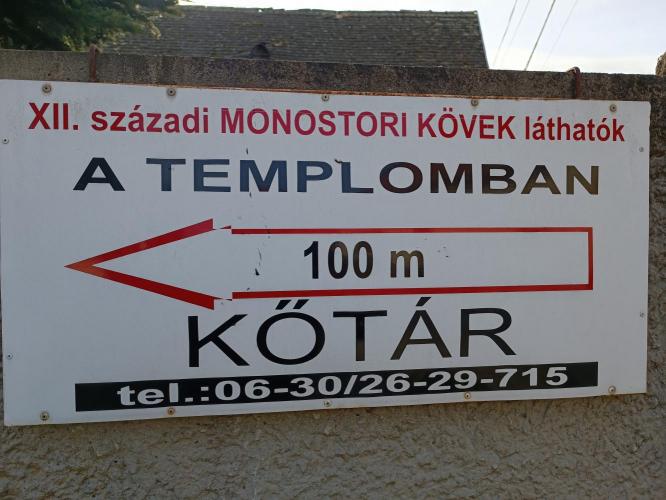 XII. századi MONOSTORI KÖVEK láthatók
A TEMPLOMBAN
100 m
KŐTÁR
tel.:06-30/26-29-715